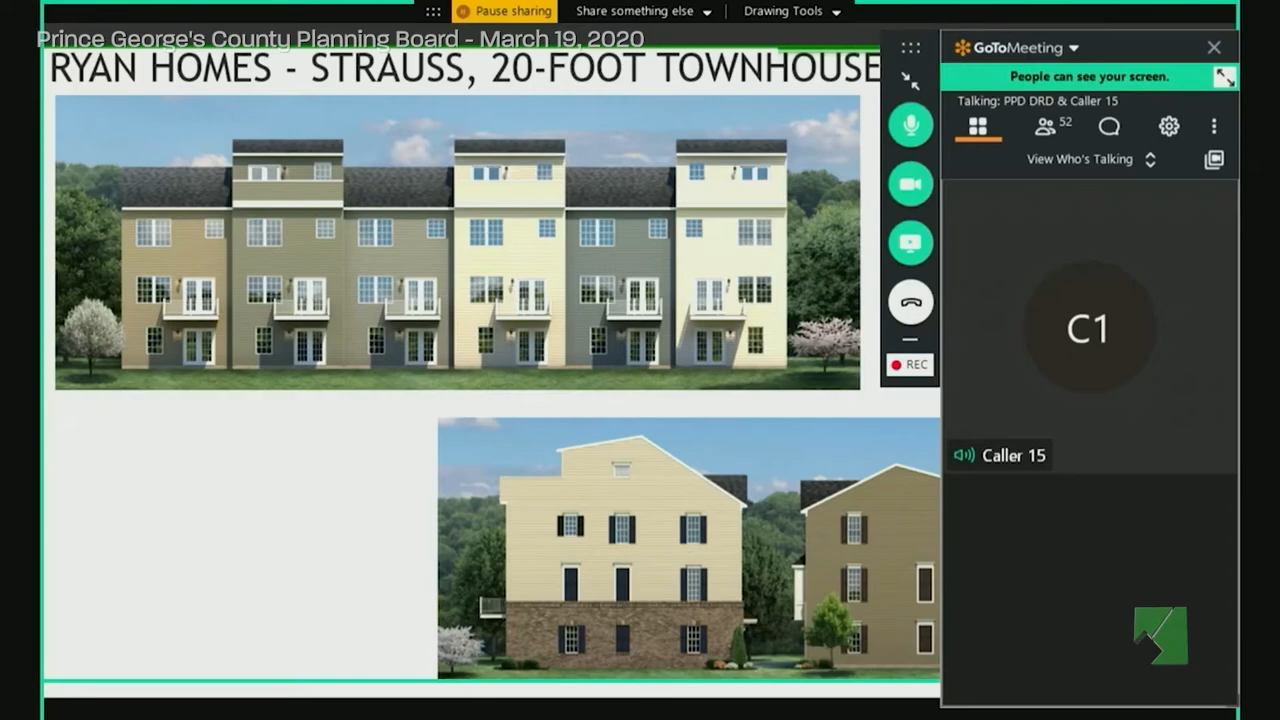 Pause sharing
Share something else
Drawing Tools
Prince George's County Planning Board - March 19, 2020
RYAN HOMES - STRAUSS, 20-FOOT TOWNHOUSE
GoToMeeting
People can see your screen.
Talking: PPD DRD & Caller 15
52
View Who's Talking
C1
REC
Caller 15